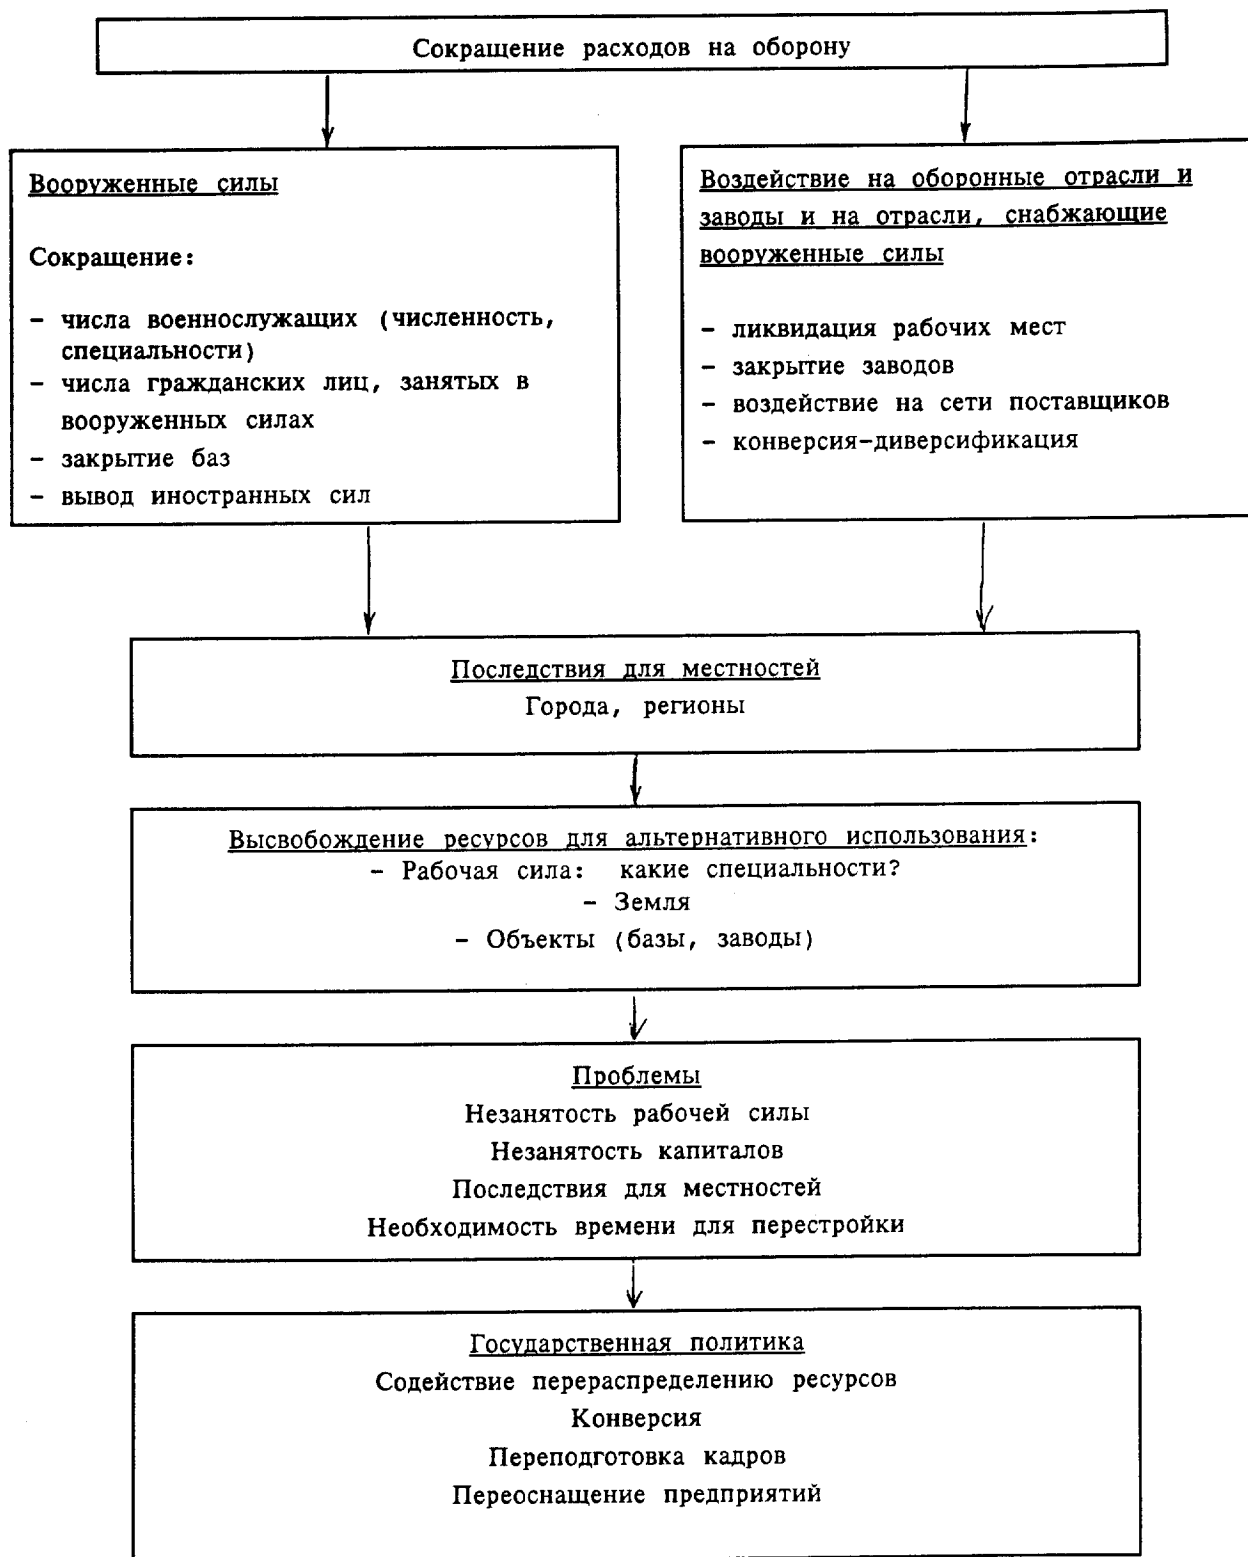 Сокращение расходов на оборону
Вооруженные силы
Сокращение:
- числа военнослужащих (численность,
специальности)
- числа гражданских лиц, занятых в
вооруженных силах
- закрытие баз
- вывод иностранных сил
Воздействие на оборонные отрасли и
заводы и на отрасли, снабжающие
вооруженные силы
- ликвидация рабочих мест
- закрытие заводов
- воздействие на сети поставщиков
- конверсия-диверсификация
Последствия для местностей
Города, регионы
Высвобождение ресурсов для альтернативного использования:
- Рабочая сила: какие специальности?
- Земля
- Объекты (базы, заводы)
Проблемы
Незанятость рабочей силы
Незанятость капиталов
Последствия для местностей
Необходимость времени для перестройки
Государственная политика
Содействие перераспределению ресурсов
Конверсия
Переподготовка кадров
Переоснащение предприятий